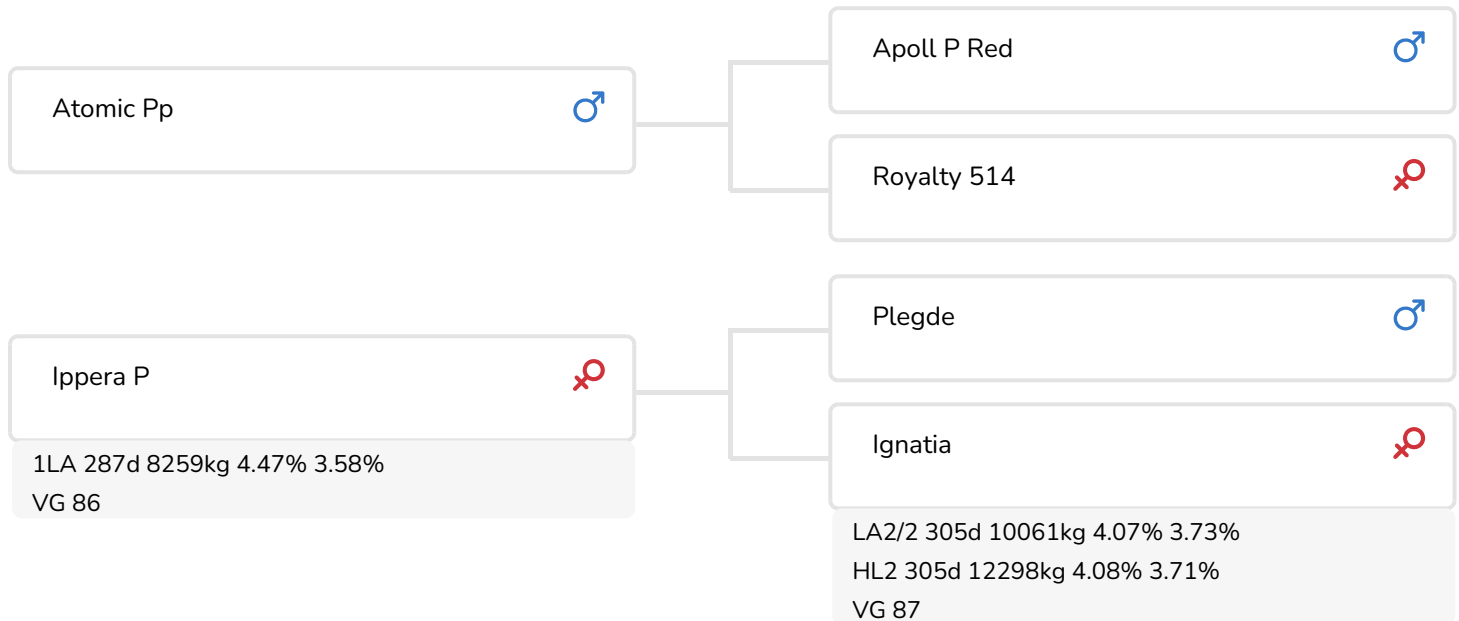 Apoll P Red
Atomic Pp
Royalty 514
Plegde
Ippera P
1LA 287d 8259kg 4.47% 3.58%
VG 86
Ignatia
LA2/2 305d 10061kg 4.07% 3.73%
HL2 305d 12298kg 4.08% 3.71%
VG 87